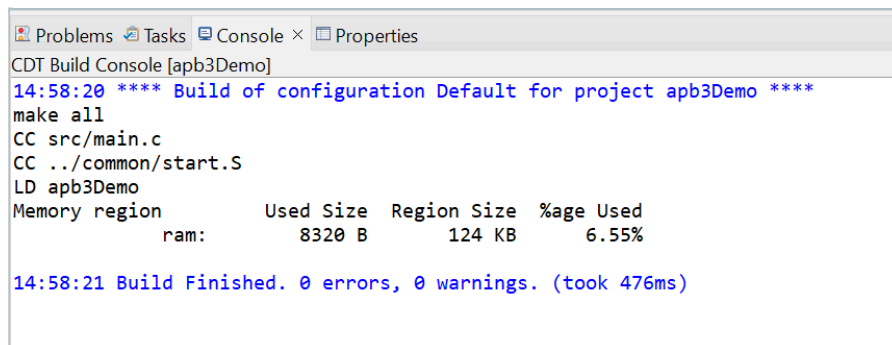 Problems Tasks Console × Properties
CDT Build Console [apb3Demo]
14:58:20 **** Build of configuration Default for project apb3Demo ****
make all
CC src/main.c
CC ../common/start.S
LD apb3Demo
Memory region         Used Size  Region Size  %age Used
             ram:        8320 B       124 KB      6.55%
14:58:21 Build Finished. 0 errors, 0 warnings. (took 476ms)